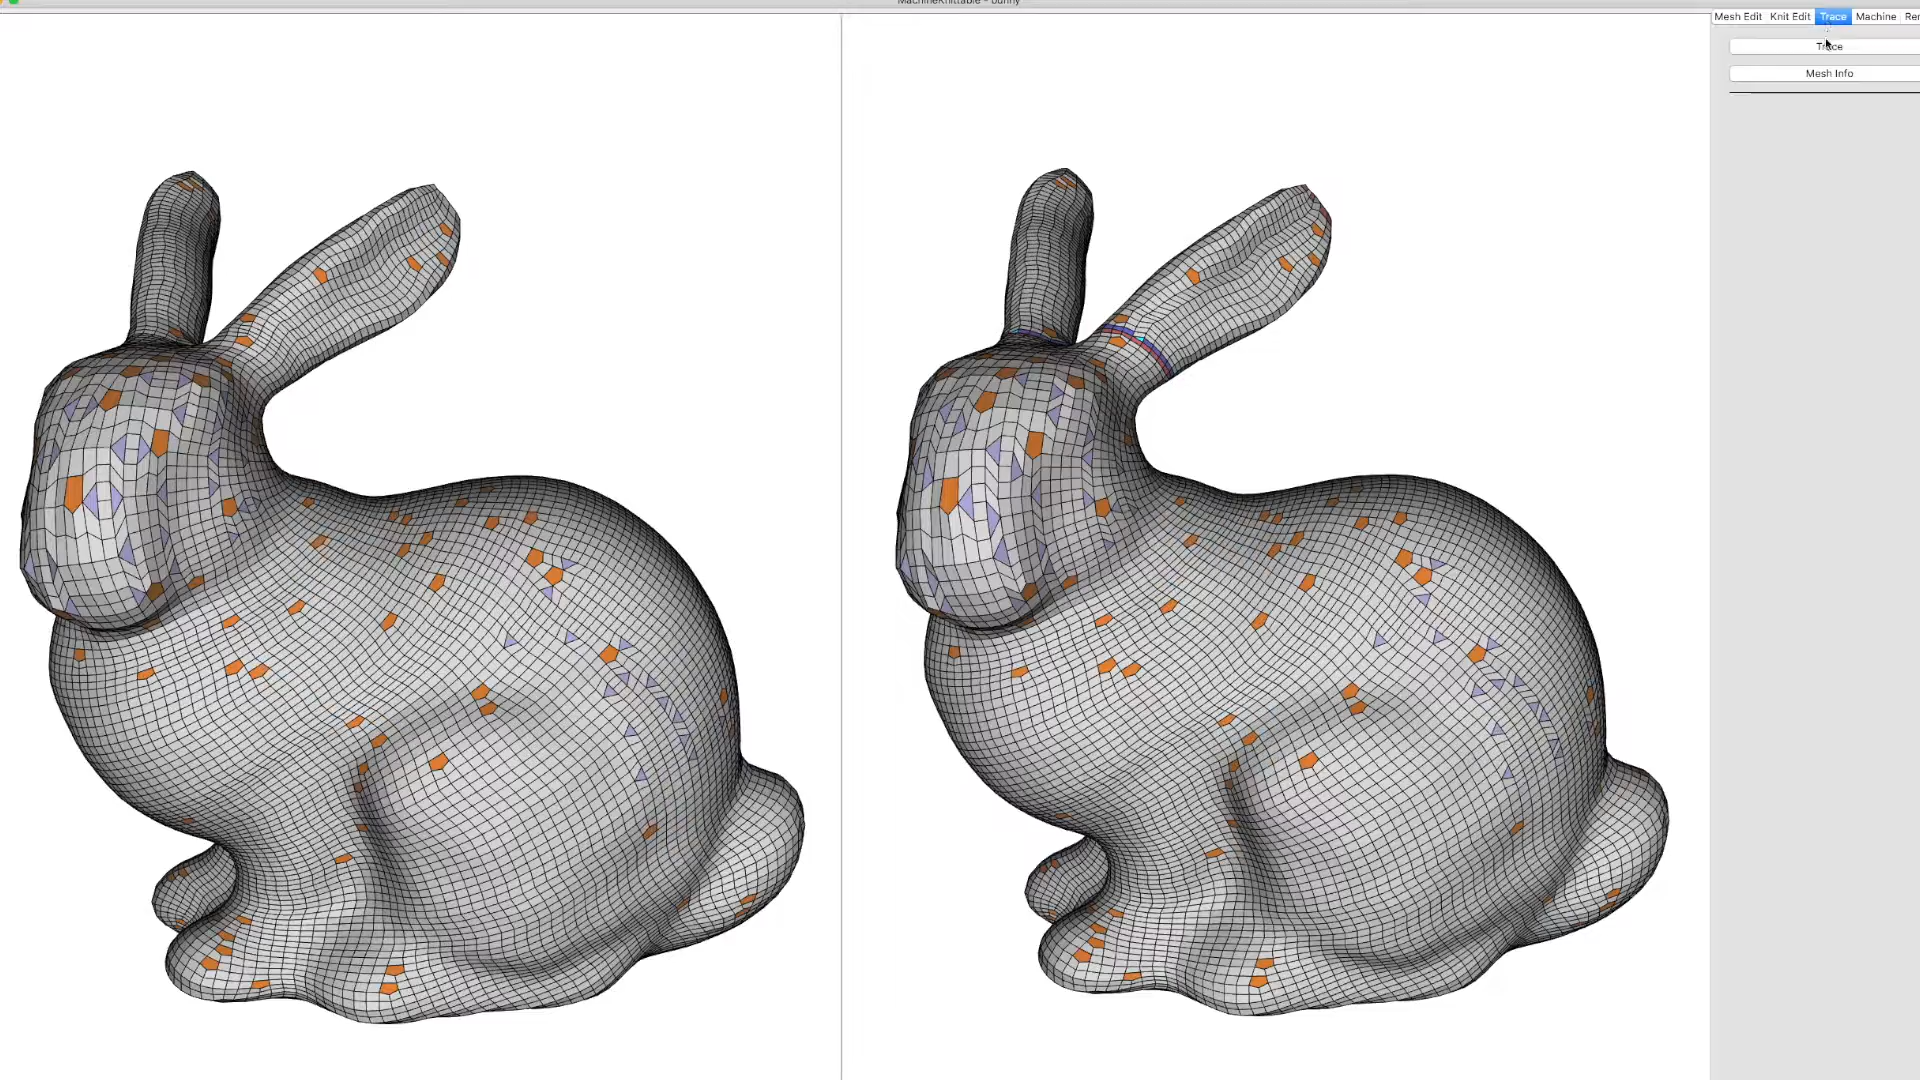 MachineKnittable - bunny
Mesh Edit Knit Edit Trace Machine
Trace
Mesh Info